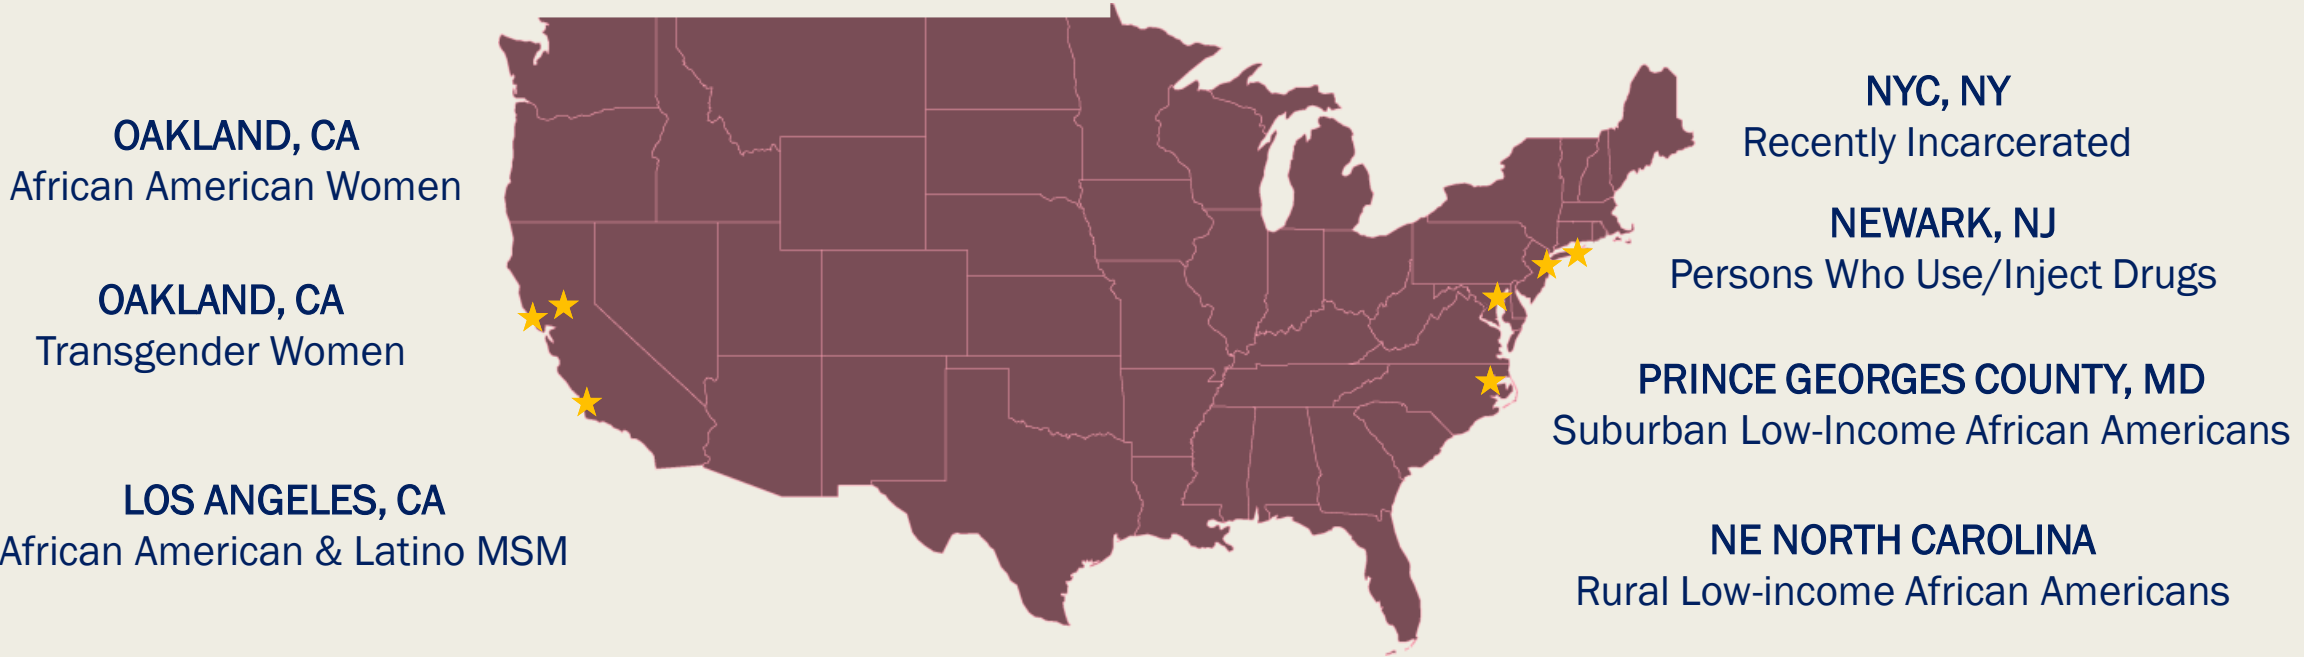 OAKLAND, CA
African American Women
OAKLAND, CA
Transgender Women
LOS ANGELES, CA
African American & Latino MSM
NYC, NY
Recently Incarcerated
NEWARK, NJ
Persons Who Use/Inject Drugs
PRINCE GEORGES COUNTY, MD
Suburban Low-Income African Americans
NE NORTH CAROLINA
Rural Low-income African Americans